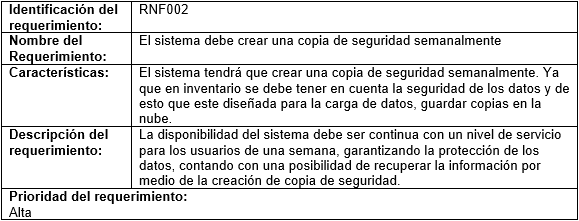 Identificación del requerimiento: RNF002
Nombre del Requerimiento: El sistema debe crear una copia de seguridad semanalmente
Características: El sistema tendrá que crear una copia de seguridad semanalmente. Ya
que en inventario se debe tener en cuenta la seguridad de los datos y de
esto que este diseñada para la carga de datos, guardar copias en la
nube.
Descripción del requerimiento: La disponibilidad del sistema debe ser continua con un nivel de servicio
para los usuarios de una semana, garantizando la protección de los
datos, contando con una posibilidad de recuperar la información por
medio de la creación de copia de seguridad.
Prioridad del requerimiento:
Alta